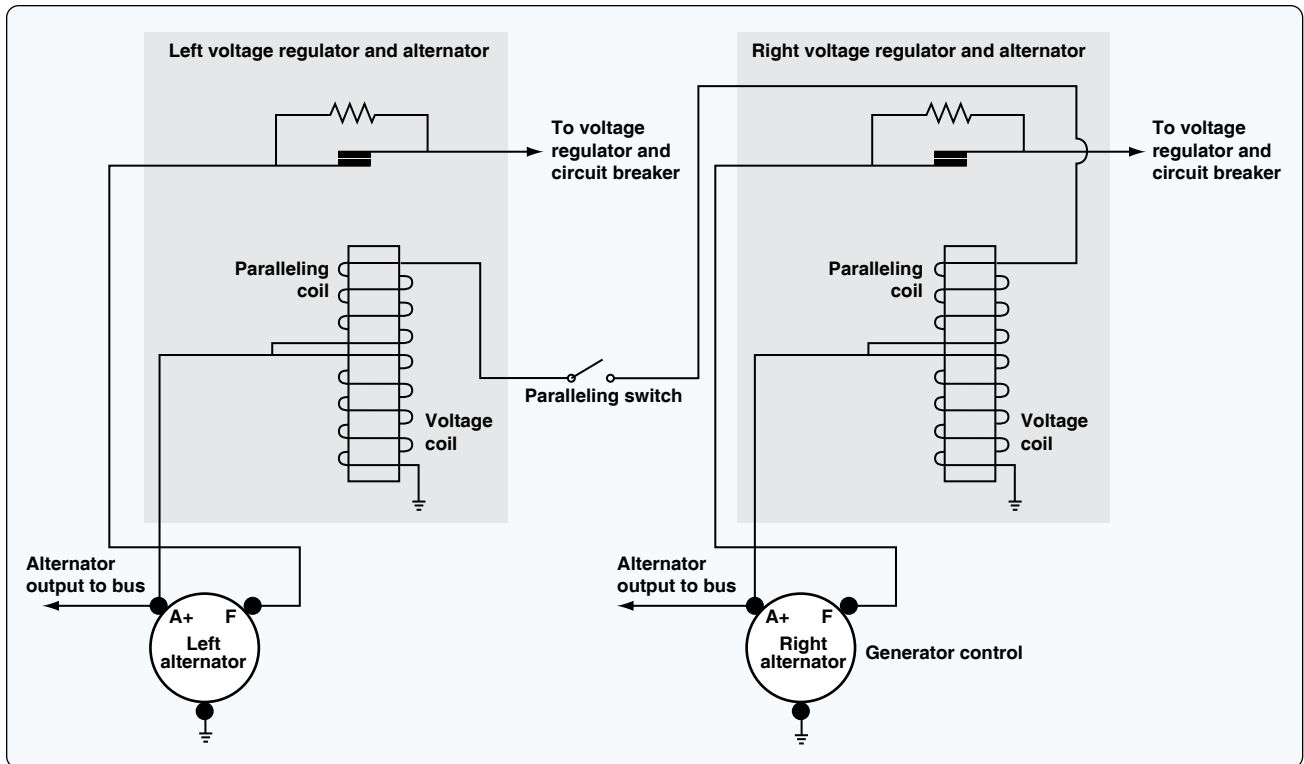 Left voltage regulator and alternator
Right voltage regulator and alternator
To voltage
regulator and
circuit breaker
To voltage
regulator and
circuit breaker
Paralleling
coil
Paralleling
coil
Paralleling switch
Voltage
coil
Voltage
coil
Alternator
output to bus
A+ F
Left
alternator
Alternator
output to bus
A+ F
Right
alternator
Generator control